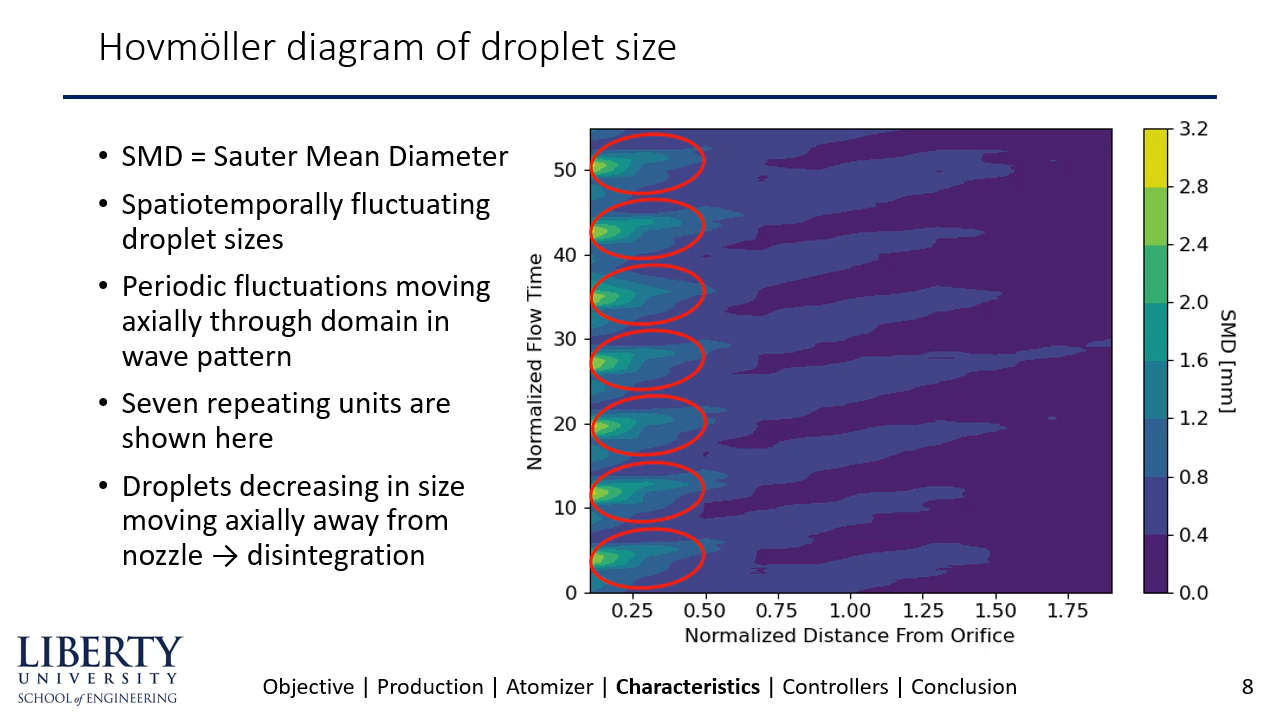 Hovmöller diagram of droplet size
• SMD = Sauter Mean Diameter
• Spatiotemporally fluctuating
droplet sizes
• Periodic fluctuations moving
axially through domain in
wave pattern
• Seven repeating units are
shown here
• Droplets decreasing in size
moving axially away from
nozzle → disintegration
Normalized Flow Time
50
40
30
20
10
0
0.25 0.50 0.75 1.00 1.25 1.50 1.75
Normalized Distance From Orifice
3.2
2.8
2.4
2.0
1.6
1.2
0.8
0.4
0.0
SMD [mm]
LIBERTY
UNIVERSITY
SCHOOL of ENGINEERING
Objective | Production | Atomizer | Characteristics | Controllers | Conclusion
8